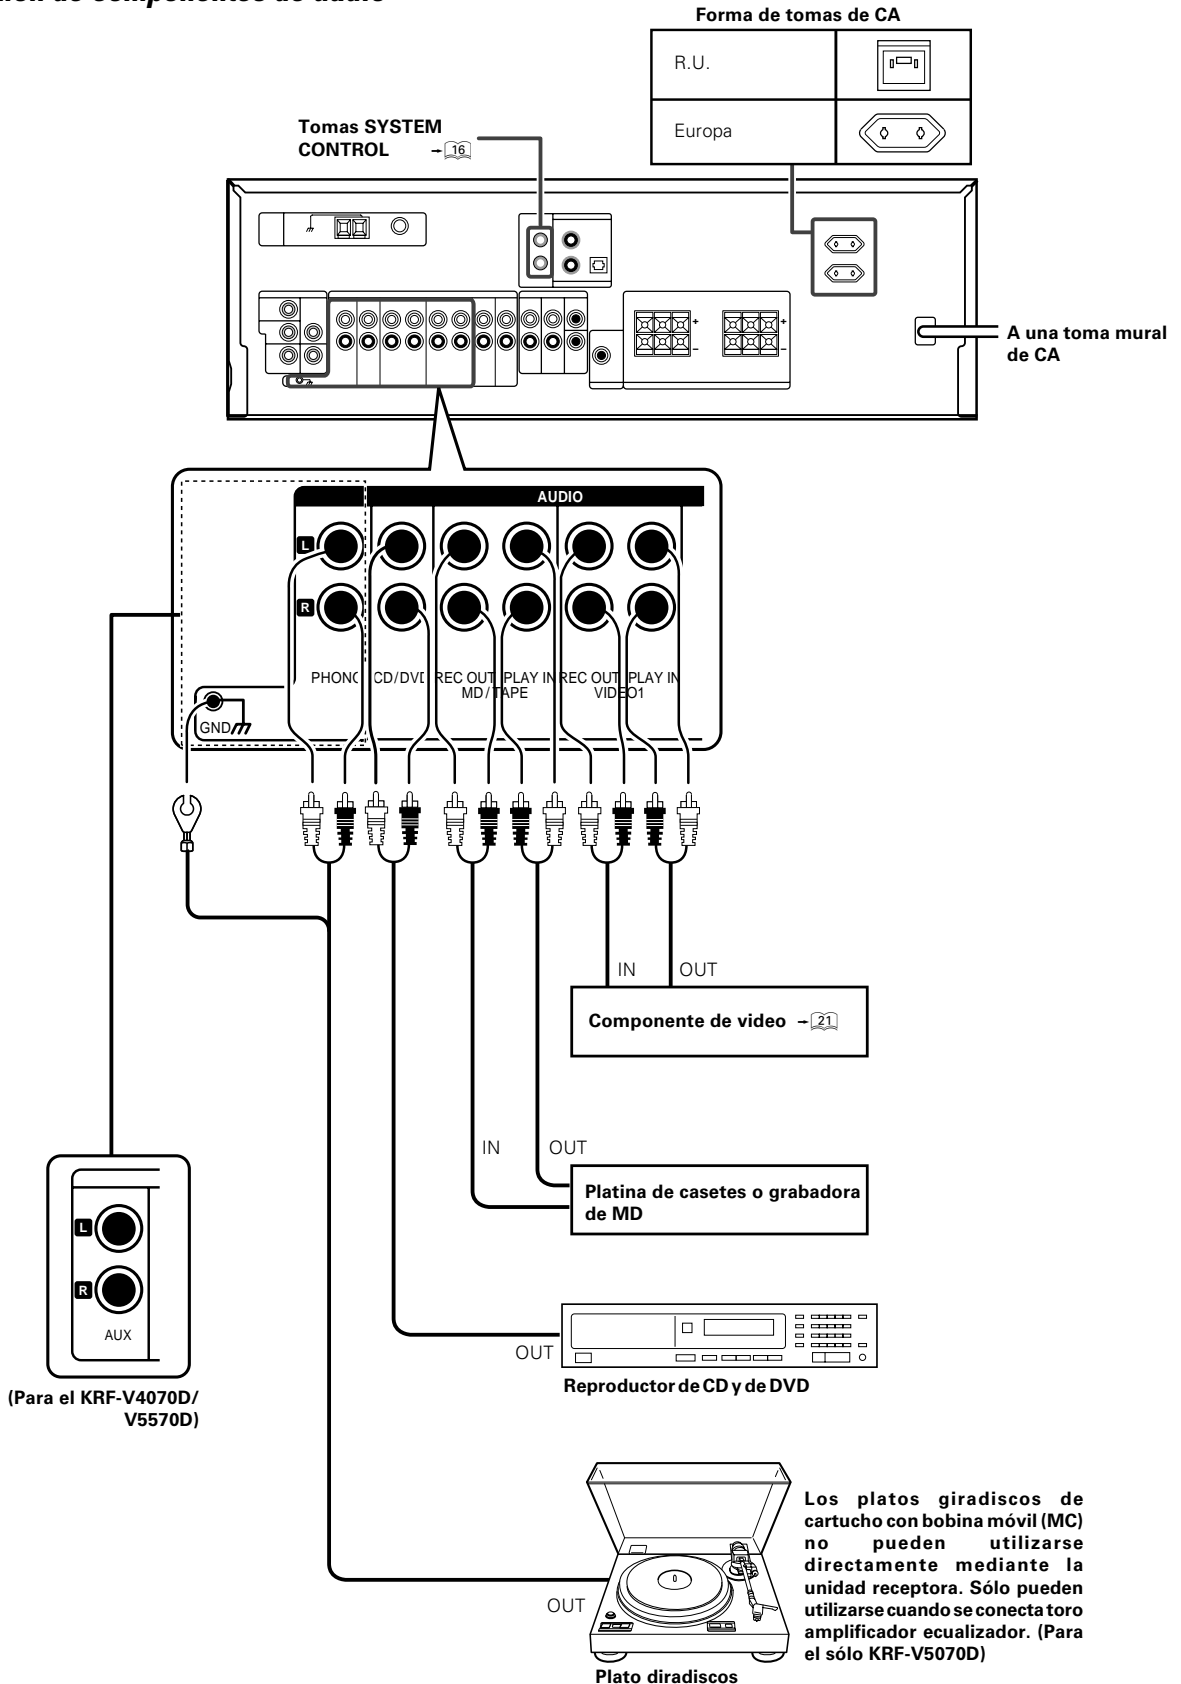 de componentes de audio
Forma de tomas de CA
R.U.
Europa
Tomas SYSTEM
CONTROL → 16
+
–
+
–
A una toma mural
de CA
AUDIO
L
R
PHONO CD/DVD REC OUT PLAY IN REC OUT PLAY IN
MD/TAPE VIDEO1
GND
IN OUT
Componente de video → 21
IN OUT
Platina de casetes o grabadora
de MD
L
R
AUX
(Para el KRF-V4070D/
V5570D)
OUT
Reproductor de CD y de DVD
Los platos giradiscos de
cartucho con bobina móvil (MC)
no pueden utilizarse
directamente mediante la
unidad receptora. Sólo pueden
utilizarse cuando se conecta toro
amplificador ecualizador. (Para
el sólo KRF-V5070D)
OUT
Plato diradiscos